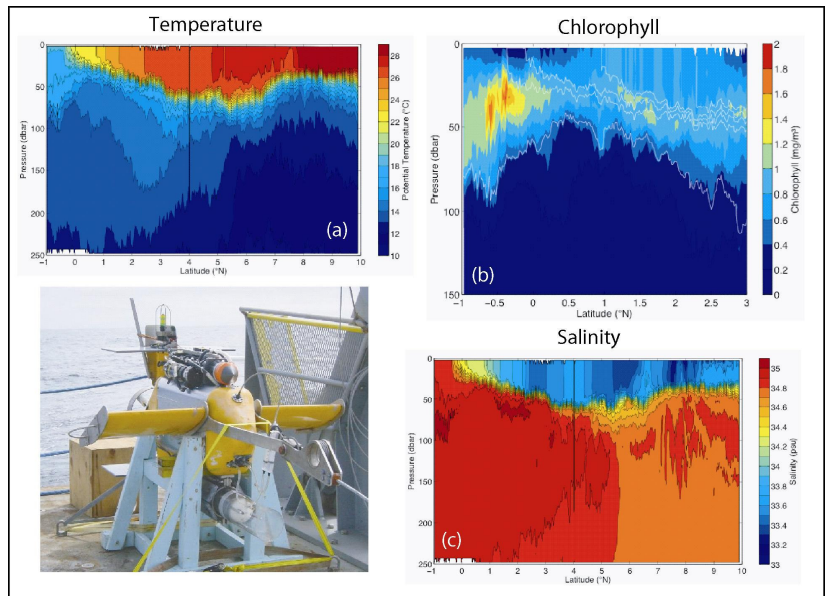 Temperature
0
50
100
150
200
250
Pressure (dbar)
-1 0 1 2 3 4 5 6 7 8 9 10
Latitude (°N)
(a)
28
26
24
22
20
18
16
14
12
10
Potential Temperature (°C)
Chlorophyll
0
50
100
150
Pressure (dbar)
−1 −0.5 0 0.5 1 1.5 2 2.5 3
Latitude (°N)
(b)
2
1.8
1.6
1.4
1.2
1
0.8
0.6
0.4
0.2
0
Chlorophyll (mg/m³)
Salinity
0
50
100
150
200
250
Pressure (dbar)
-1 0 1 2 3 4 5 6 7 8 9 10
Latitude (°N)
(c)
35
34.8
34.6
34.4
34.2
34
33.8
33.6
33.4
33.2
33
Salinity (psu)